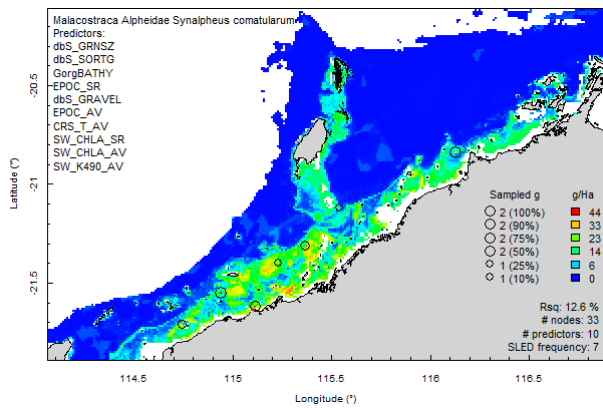 Malacostraca Alpheidae Synalpheus comatularum
Predictors:
dbS_GRNSZ
dbS_SORTG
GorgBATHY
EPOC_SR
dbS_GRAVEL
EPOC_AV
CRS_T_AV
SW_CHLA_SR
SW_CHLA_AV
SW_K490_AV
-20.5
-21
-21.5
Latitude (°)
Sampled g g/Ha
2 (100%) 44
2 (90%) 33
2 (75%) 23
2 (50%) 14
1 (25%) 6
1 (10%) 0
Rsq: 12.6 %
# nodes: 33
# predictors: 10
SLED frequency: 7
114.5 115 115.5 116 116.5
Longitude (°)